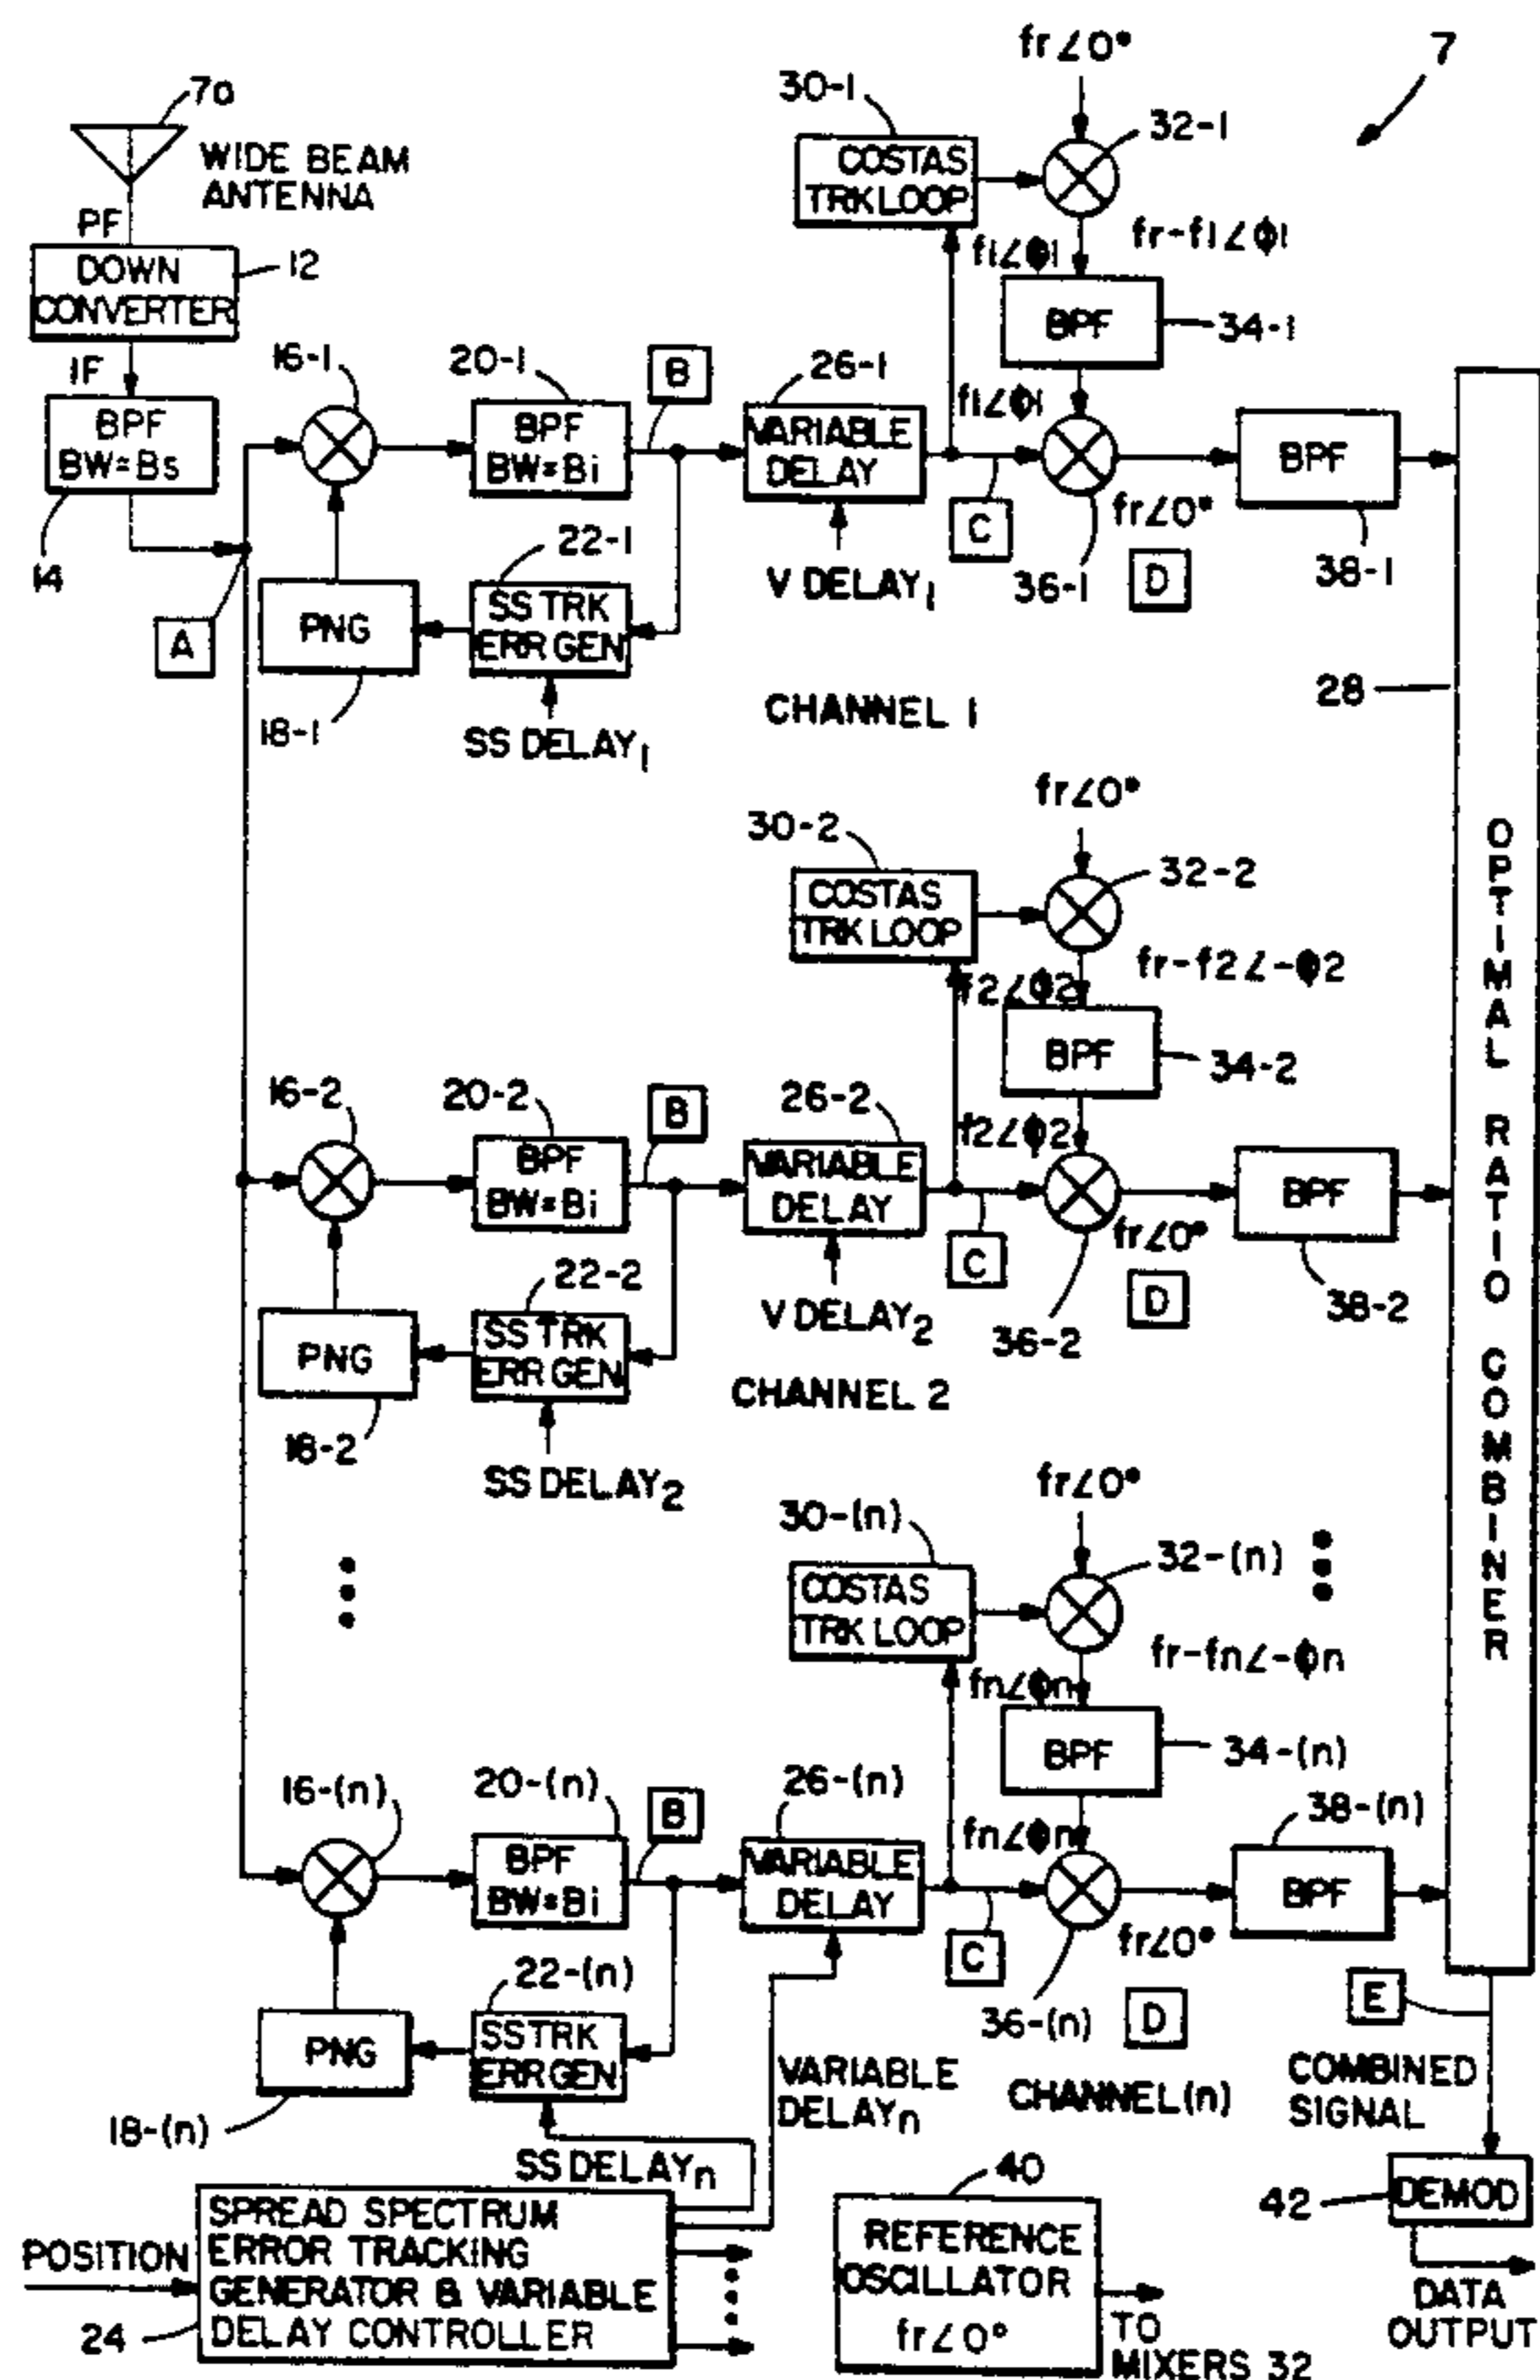 fr∠0°
7
7a
30-1
32-1
WIDE BEAM
ANTENNA
COSTAS
TRK LOOP
PF
fr-f1∠ϕ1
f1∠ϕ1
12
DOWN
CONVERTER
BPF
34-1
IF
16-1
20-1
B
26-1
f1∠ϕ1
BPF
BW=Bs
BPF
BW=Bi
VARIABLE
DELAY
BPF
C
fr∠0°
14
22-1
V DELAY1
36-1
D
38-1
A
PNG
SS TRK
ERR GEN
28
18-1
SS DELAY1
CHANNEL 1
fr∠0°
30-2
32-2
COSTAS
TRK LOOP
fr-f2∠-ϕ2
f2∠ϕ2
BPF
34-2
OPTIMAL RATIO COMBINER
16-2
20-2
B
26-2
f2∠ϕ2
BPF
BW=Bi
VARIABLE
DELAY
BPF
C
fr∠0°
22-2
V DELAY2
36-2
D
38-2
PNG
SS TRK
ERR GEN
CHANNEL 2
18-2
SS DELAY2
fr∠0°
30-(n)
32-(n)
COSTAS
TRK LOOP
fr-fn∠-ϕn
fn∠ϕn
BPF
34-(n)
16-(n)
20-(n)
B
26-(n)
fn∠ϕn
38-(n)
BPF
BW=Bi
VARIABLE
DELAY
BPF
C
fr∠0°
22-(n)
36-(n)
D
E
PNG
SS TRK
ERR GEN
VARIABLE
DELAYn
CHANNEL(n)
COMBINED
SIGNAL
18-(n)
SS DELAYn
40
42
DEMOD
POSITION
SPREAD SPECTRUM
ERROR TRACKING
GENERATOR & VARIABLE
DELAY CONTROLLER
24
REFERENCE
OSCILLATOR
fr∠0°
TO
MIXERS 32
DATA
OUTPUT